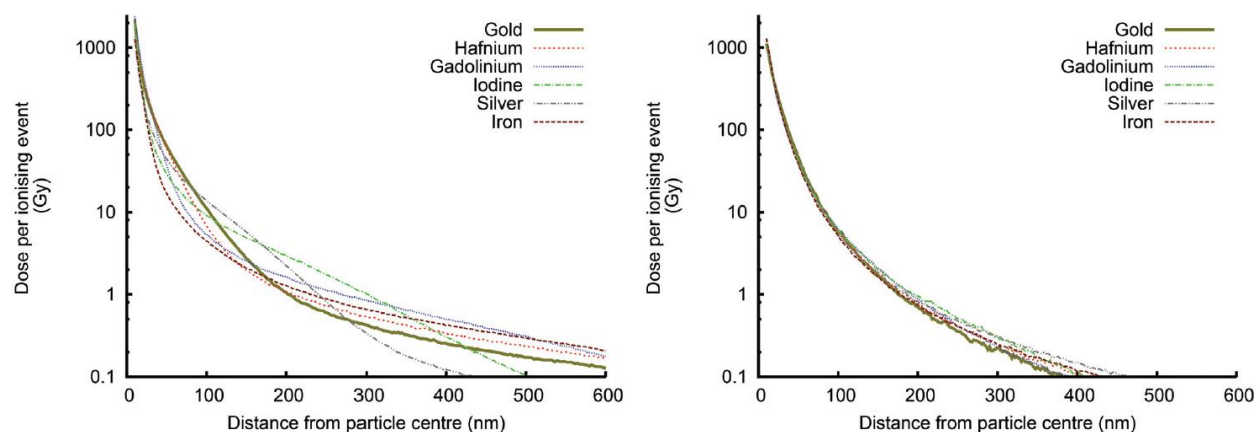 1000
100
10
1
0.1
0
100
200
300
400
500
600
Dose per ionising event
(Gy)
Distance from particle centre (nm)
Gold
Hafnium
Gadolinium
Iodine
Silver
Iron
1000
100
10
1
0.1
0
100
200
300
400
500
600
Dose per ionising event
(Gy)
Distance from particle centre (nm)
Gold
Hafnium
Gadolinium
Iodine
Silver
Iron